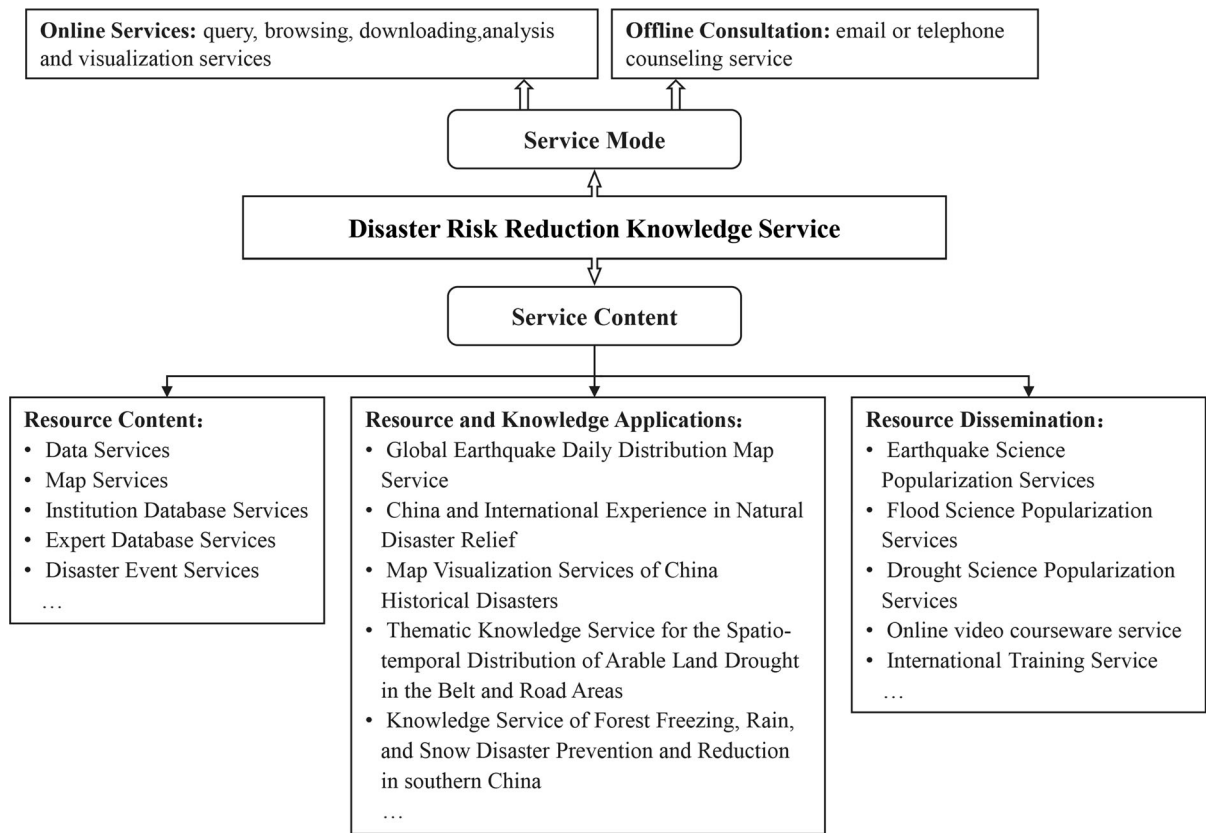 Online Services: query, browsing, downloading,analysis
and visualization services
Offline Consultation: email or telephone
counseling service
Service Mode
Disaster Risk Reduction Knowledge Service
Service Content
Resource Content:
• Data Services
• Map Services
• Institution Database Services
• Expert Database Services
• Disaster Event Services
…
Resource and Knowledge Applications:
• Global Earthquake Daily Distribution Map
Service
• China and International Experience in Natural
Disaster Relief
• Map Visualization Services of China
Historical Disasters
• Thematic Knowledge Service for the Spatio-
temporal Distribution of Arable Land Drought
in the Belt and Road Areas
• Knowledge Service of Forest Freezing, Rain,
and Snow Disaster Prevention and Reduction
in southern China
…
Resource Dissemination:
• Earthquake Science
Popularization Services
• Flood Science Popularization
Services
• Drought Science Popularization
Services
• Online video courseware service
• International Training Service
…